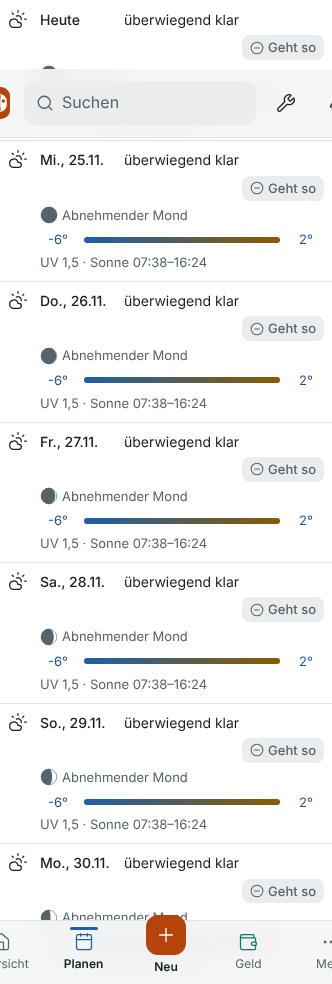 Heute überwiegend klar
Geht so
Suchen
Mi., 25.11. überwiegend klar
Geht so
Abnehmender Mond
-6° 2°
UV 1,5 · Sonne 07:38–16:24
Do., 26.11. überwiegend klar
Geht so
Abnehmender Mond
-6° 2°
UV 1,5 · Sonne 07:38–16:24
Fr., 27.11. überwiegend klar
Geht so
Abnehmender Mond
-6° 2°
UV 1,5 · Sonne 07:38–16:24
Sa., 28.11. überwiegend klar
Geht so
Abnehmender Mond
-6° 2°
UV 1,5 · Sonne 07:38–16:24
So., 29.11. überwiegend klar
Geht so
Abnehmender Mond
-6° 2°
UV 1,5 · Sonne 07:38–16:24
Mo., 30.11. überwiegend klar
Geht so
Abnehmender Mond
rsicht Planen Neu Geld Me